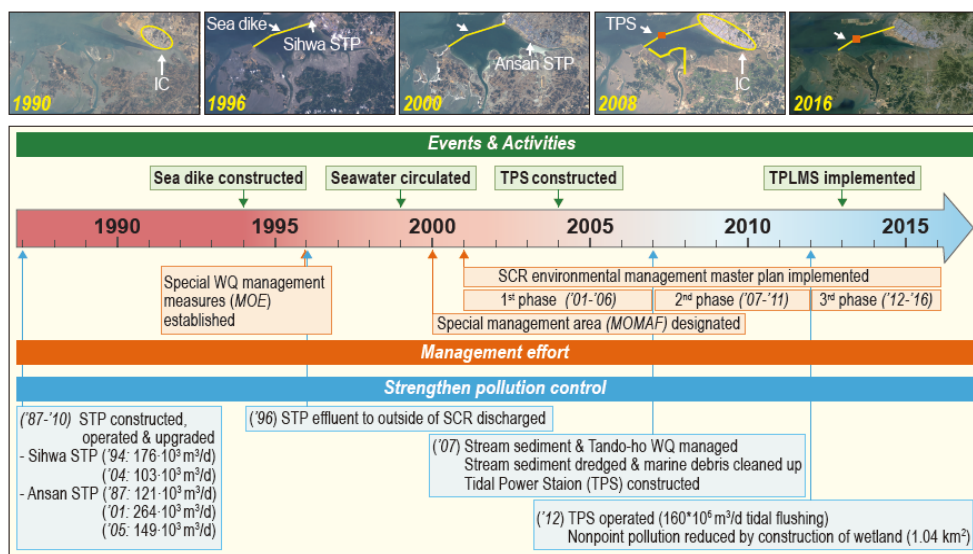 Sea dike
Sihwa STP
Ansan STP
TPS
IC
IC
1990
1996
2000
2008
2016
Events & Activities
Sea dike constructed
Seawater circulated
TPS constructed
TPLMS implemented
1990
1995
2000
2005
2010
2015
Special WQ management
measures (MOE)
established
SCR environmental management master plan implemented
1st phase ('01-'06)
2nd phase ('07-'11)
3rd phase ('12-'16)
Special management area (MOMAF) designated
Management effort
Strengthen pollution control
('87-'10) STP constructed,
operated & upgraded
- Sihwa STP ('94: 176·10³ m³/d)
('04: 103·10³ m³/d)
- Ansan STP ('87: 121·10³ m³/d)
('01: 264·10³ m³/d)
('05: 149·10³ m³/d)
('96) STP effluent to outside of SCR discharged
('07) Stream sediment & Tando-ho WQ managed
Stream sediment dredged & marine debris cleaned up
Tidal Power Staion (TPS) constructed
('12) TPS operated (160*10⁶ m³/d tidal flushing)
Nonpoint pollution reduced by construction of wetland (1.04 km²)